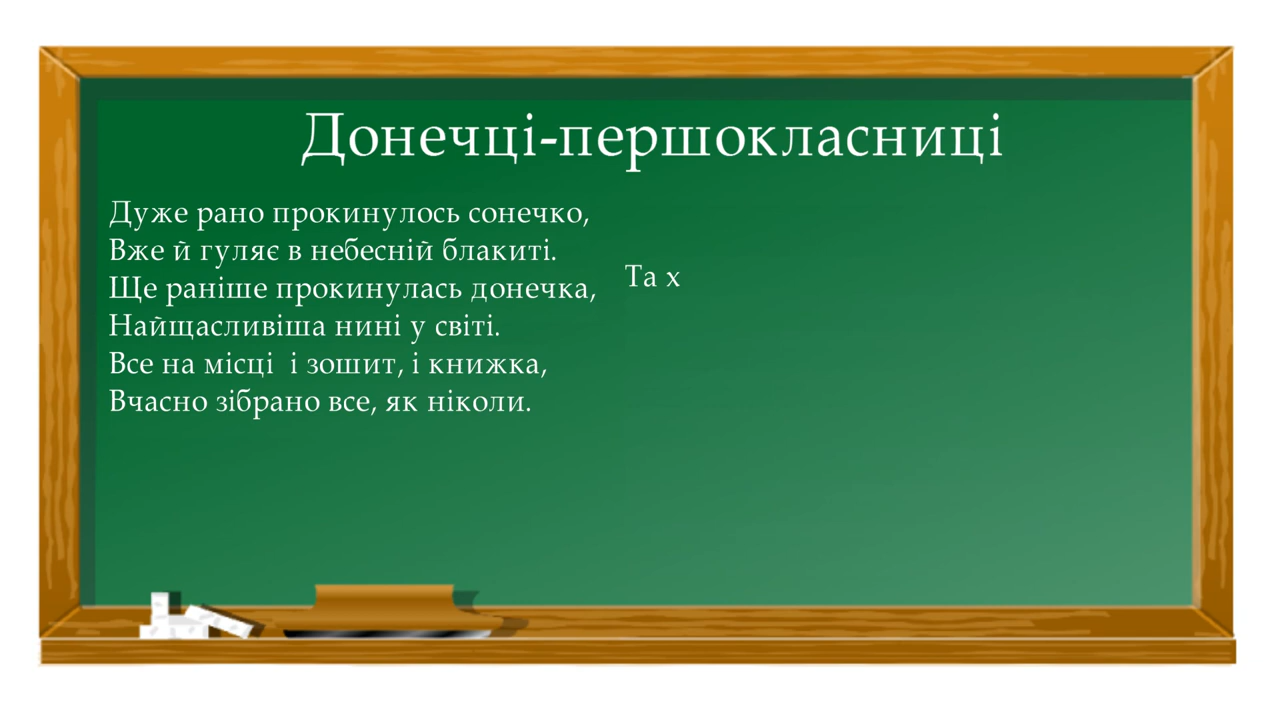 Донечці-першокласниці
Дуже рано прокинулось сонечко,
Вже й гуляє в небесній блакиті.
Ще раніше прокинулась донечка,
Найщасливіша нині у світі.
Все на місці  і зошит, і книжка,
Вчасно зібрано все, як ніколи.
Та х